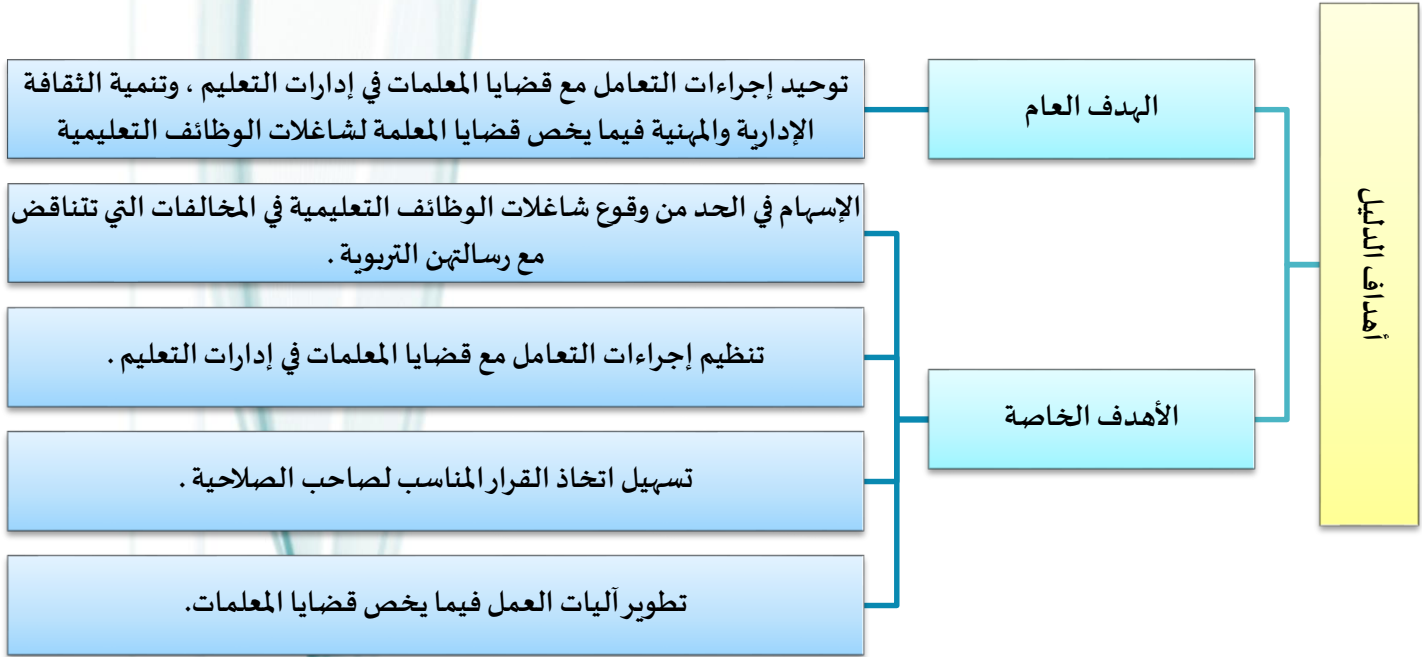 أهداف الدليل
الهدف العام
توحيد إجراءات التعامل مع قضايا المعلمات في إدارات التعليم ، وتنمية الثقافة
الإدارية والمهنية فيما يخص قضايا المعلمة لشاغلات الوظائف التعليمية
الأهدف الخاصة
الإسهام في الحد من وقوع شاغلات الوظائف التعليمية في المخالفات التي تتناقض
مع رسالتهن التربوية .
تنظيم إجراءات التعامل مع قضايا المعلمات في إدارات التعليم .
تسهيل اتخاذ القرار المناسب لصاحب الصلاحية .
تطوير آليات العمل فيما يخص قضايا المعلمات.